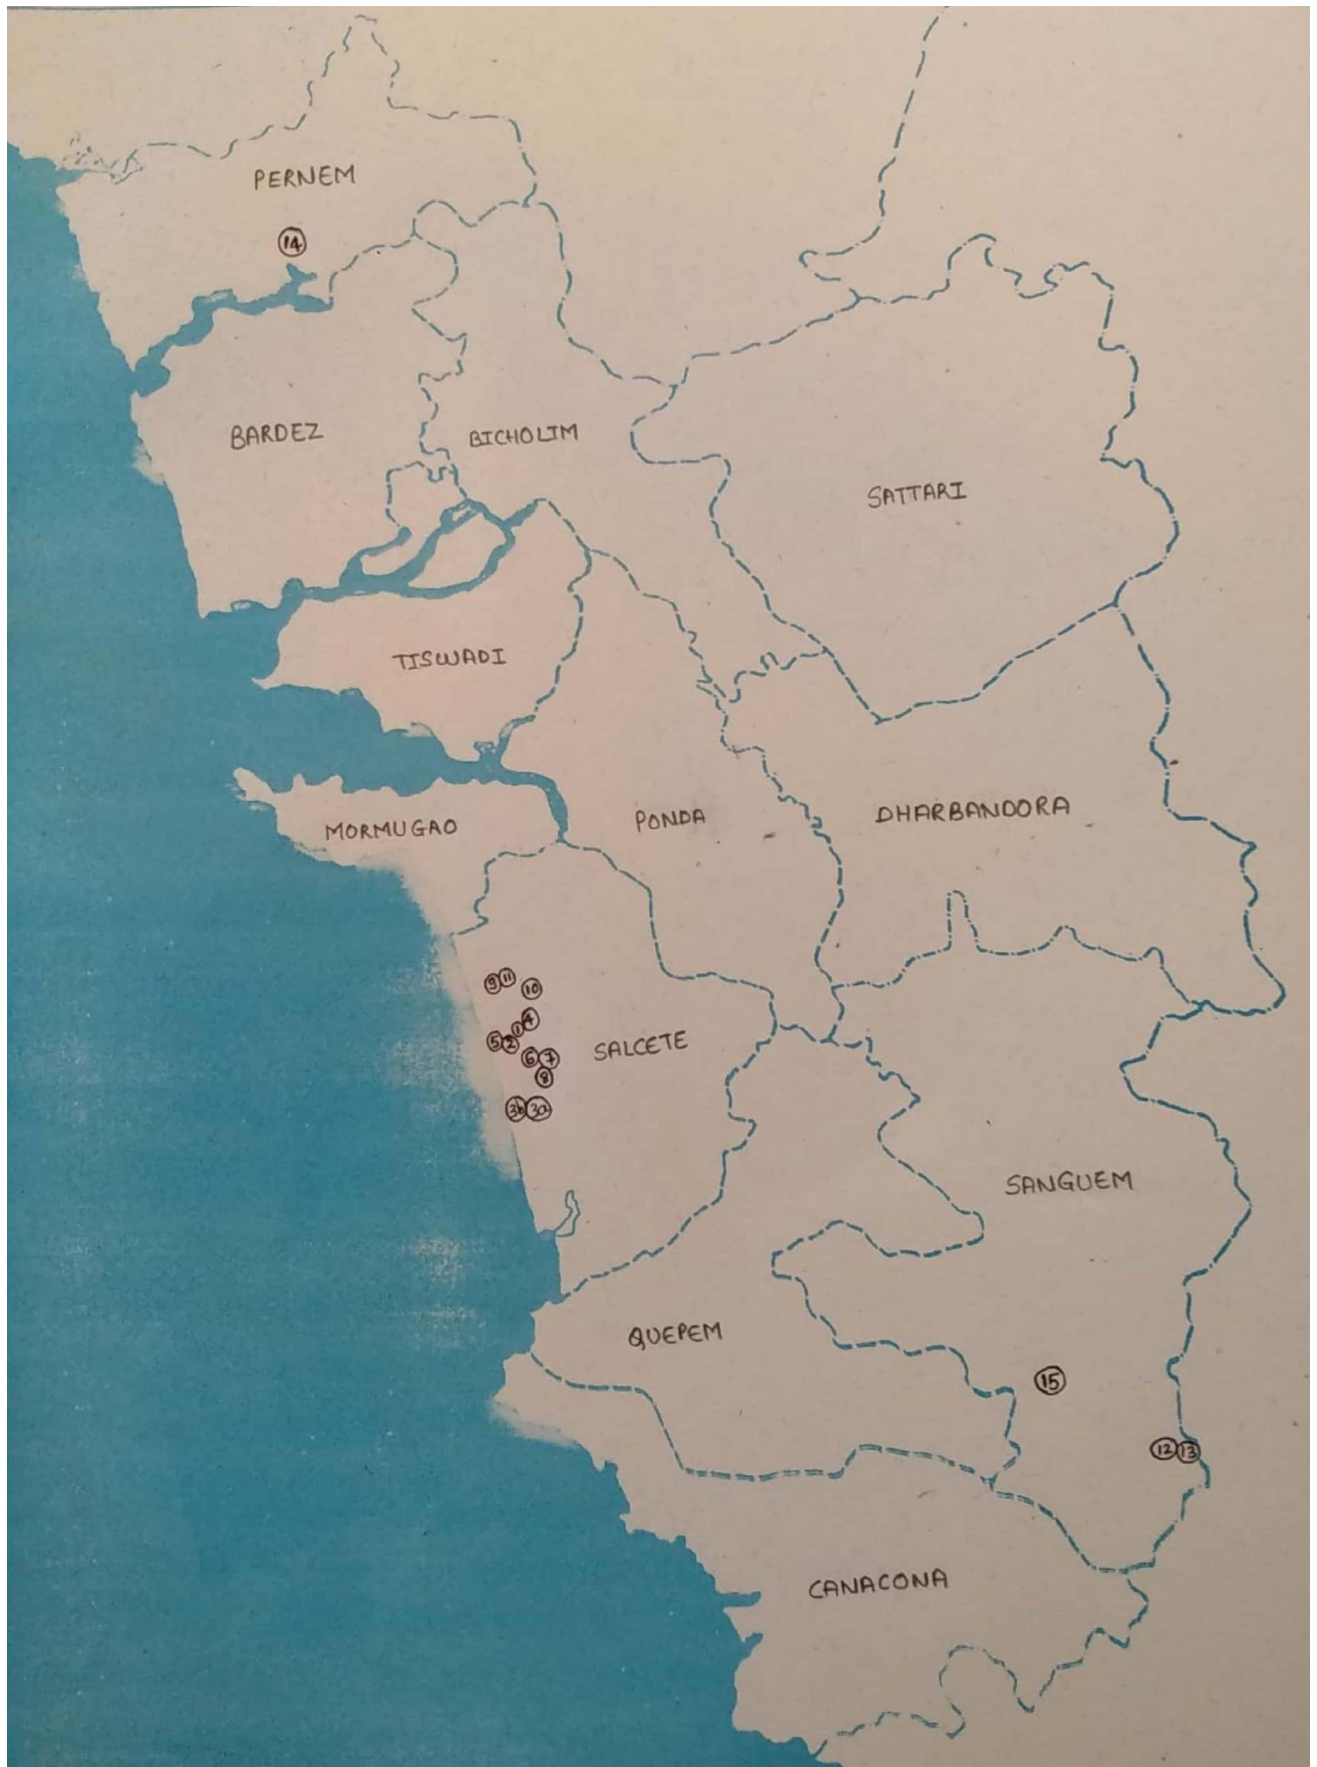 PERNEM
14
BARDEZ
BICHOLIM
SATTARI
TISWADI
MORMUGAO
PONDA
DHARBANDORA
9 11
10
4
1
5 2
6 7
8
3b 3a
SALCETE
SANGUEM
QUEPEM
15
12 13
CANACONA